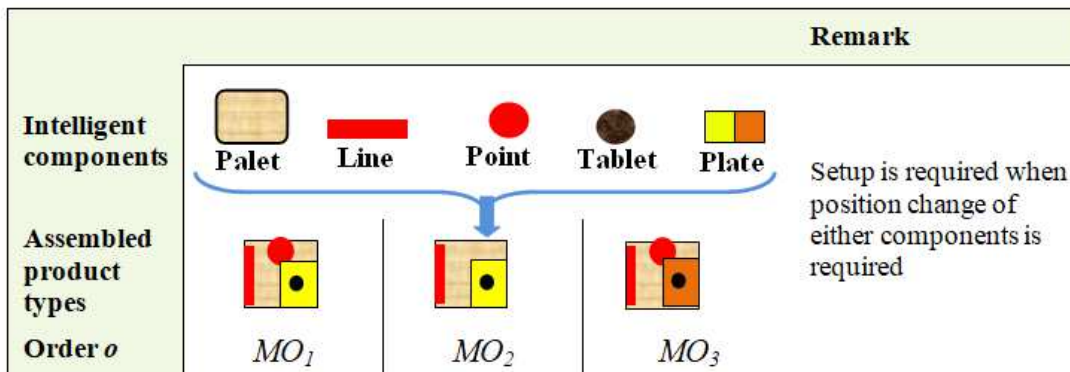 Remark
Intelligent
components
Palet
Line
Point
Tablet
Plate
Setup is required when
position change of
either components is
required
Assembled
product
types
Order o
MO1
MO2
MO3